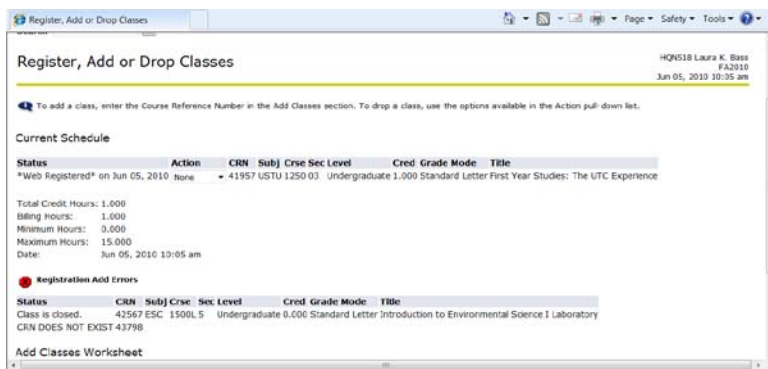 Register, Add or Drop Classes
Page
Safety
Tools
Search
Register, Add or Drop Classes
HQN518 Laura K. Bass
FA2010
Jun 05, 2010 10:05 am
To add a class, enter the Course Reference Number in the Add Classes section. To drop a class, use the options available in the Action pull-down list.
Current Schedule
Status Action CRN Subj Crse Sec Level Cred Grade Mode Title
*Web Registered* on Jun 05, 2010 None 41957 USTU 1250 03 Undergraduate 1.000 Standard Letter First Year Studies: The UTC Experience
Total Credit Hours: 1.000
Billing Hours: 1.000
Minimum Hours: 0.000
Maximum Hours: 15.000
Date: Jun 05, 2010 10:05 am
Registration Add Errors
Status CRN Subj Crse Sec Level Cred Grade Mode Title
Class is closed. 42567 ESC 1500L 5 Undergraduate 0.000 Standard Letter Introduction to Environmental Science I Laboratory
CRN DOES NOT EXIST 43798
Add Classes Worksheet